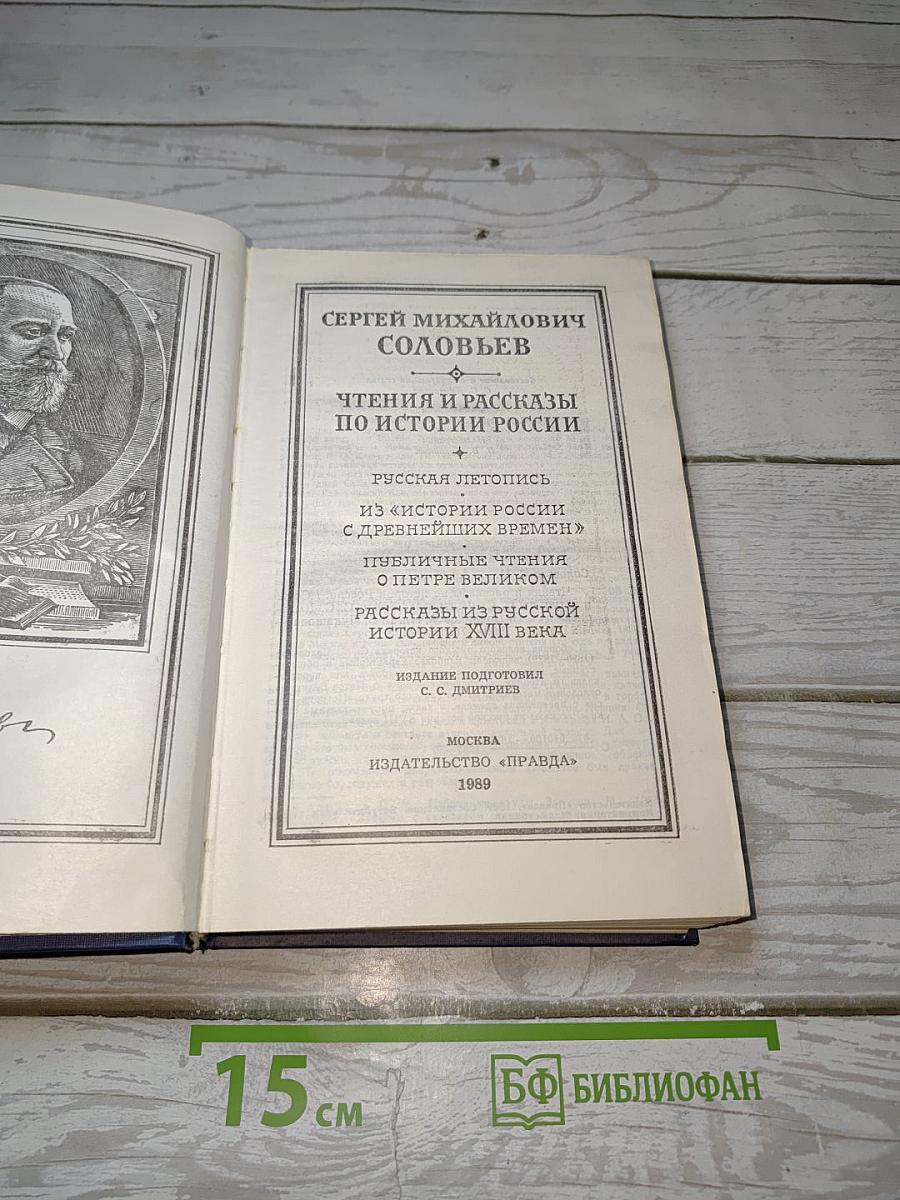 СЕРГЕЙ МИХАЙЛОВИЧ
СОЛОВЬЕВ
ЧТЕНИЯ И РАССКАЗЫ
ПО ИСТОРИИ РОССИИ
РУССКАЯ ЛЕТОПИСЬ
ИЗ «ИСТОРИИ РОССИИ
С ДРЕВНЕЙШИХ ВРЕМЕН»
ПУБЛИЧНЫЕ ЧТЕНИЯ
О ПЕТРЕ ВЕЛИКОМ
РАССКАЗЫ ИЗ РУССКОЙ
ИСТОРИИ XVIII ВЕКА
ИЗДАНИЕ ПОДГОТОВИЛ
С. С. ДМИТРИЕВ
МОСКВА
ИЗДАТЕЛЬСТВО «ПРАВДА»
1989
15 СМ
БФ БИБЛИОФАН